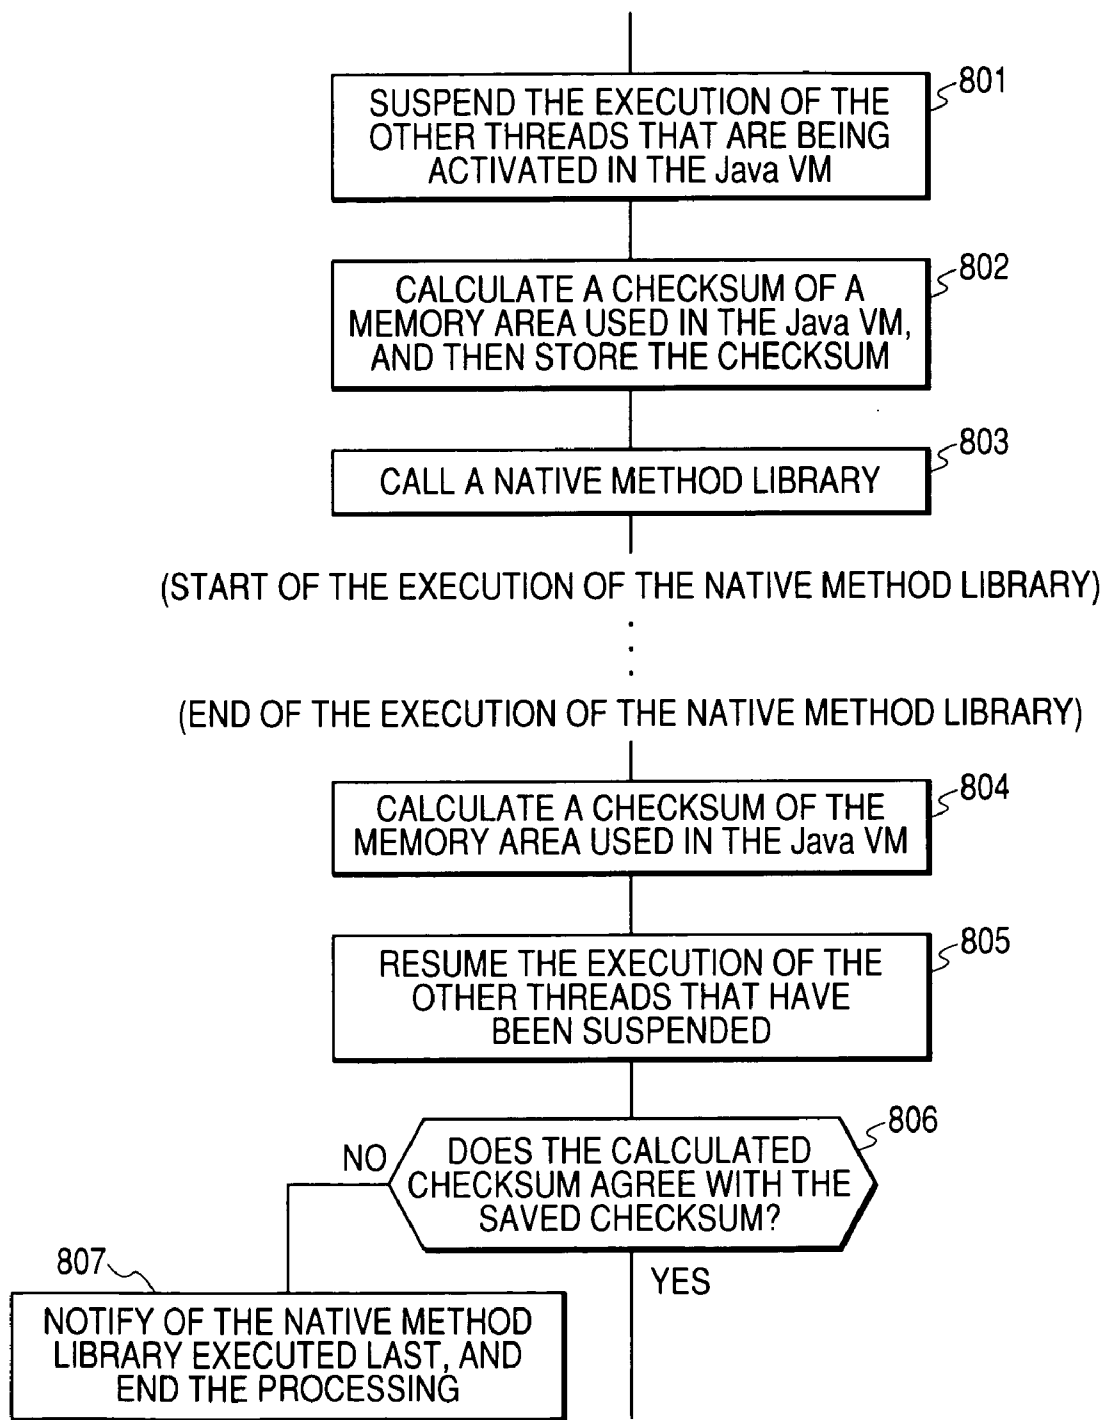 801
SUSPEND THE EXECUTION OF THE
OTHER THREADS THAT ARE BEING
ACTIVATED IN THE Java VM
802
CALCULATE A CHECKSUM OF A
MEMORY AREA USED IN THE Java VM,
AND THEN STORE THE CHECKSUM
803
CALL A NATIVE METHOD LIBRARY
(START OF THE EXECUTION OF THE NATIVE METHOD LIBRARY)
(END OF THE EXECUTION OF THE NATIVE METHOD LIBRARY)
804
CALCULATE A CHECKSUM OF THE
MEMORY AREA USED IN THE Java VM
805
RESUME THE EXECUTION OF THE
OTHER THREADS THAT HAVE
BEEN SUSPENDED
806
NO
DOES THE CALCULATED
CHECKSUM AGREE WITH THE
SAVED CHECKSUM?
YES
807
NOTIFY OF THE NATIVE METHOD
LIBRARY EXECUTED LAST, AND
END THE PROCESSING